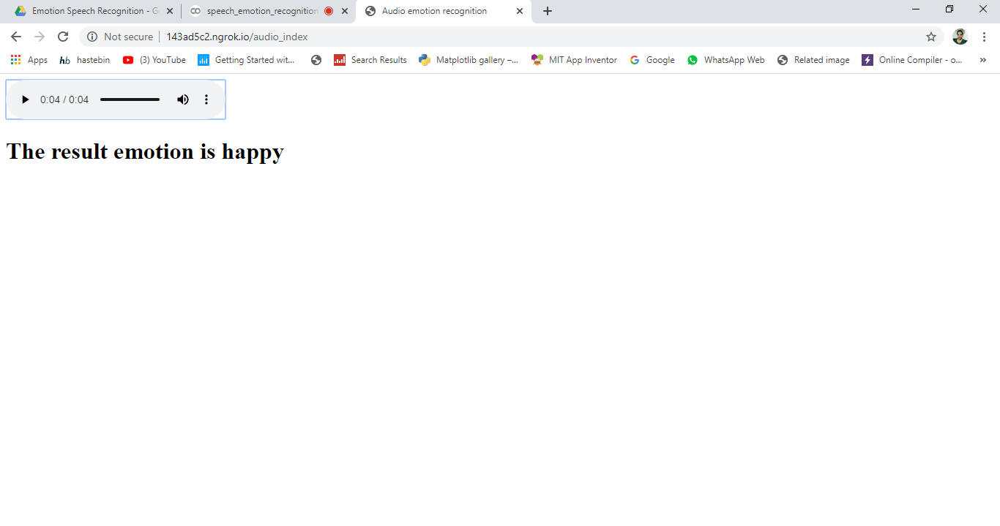 Emotion Speech Recognition - G
speech_emotion_recognition
Audio emotion recognition
Not secure
143ad5c2.ngrok.io/audio_index
Apps
hb hastebin
(3) YouTube
Getting Started wit...
Search Results
Matplotlib gallery –...
MIT App Inventor
G Google
WhatsApp Web
Related image
Online Compiler - o...
»
0:04 / 0:04
The result emotion is happy